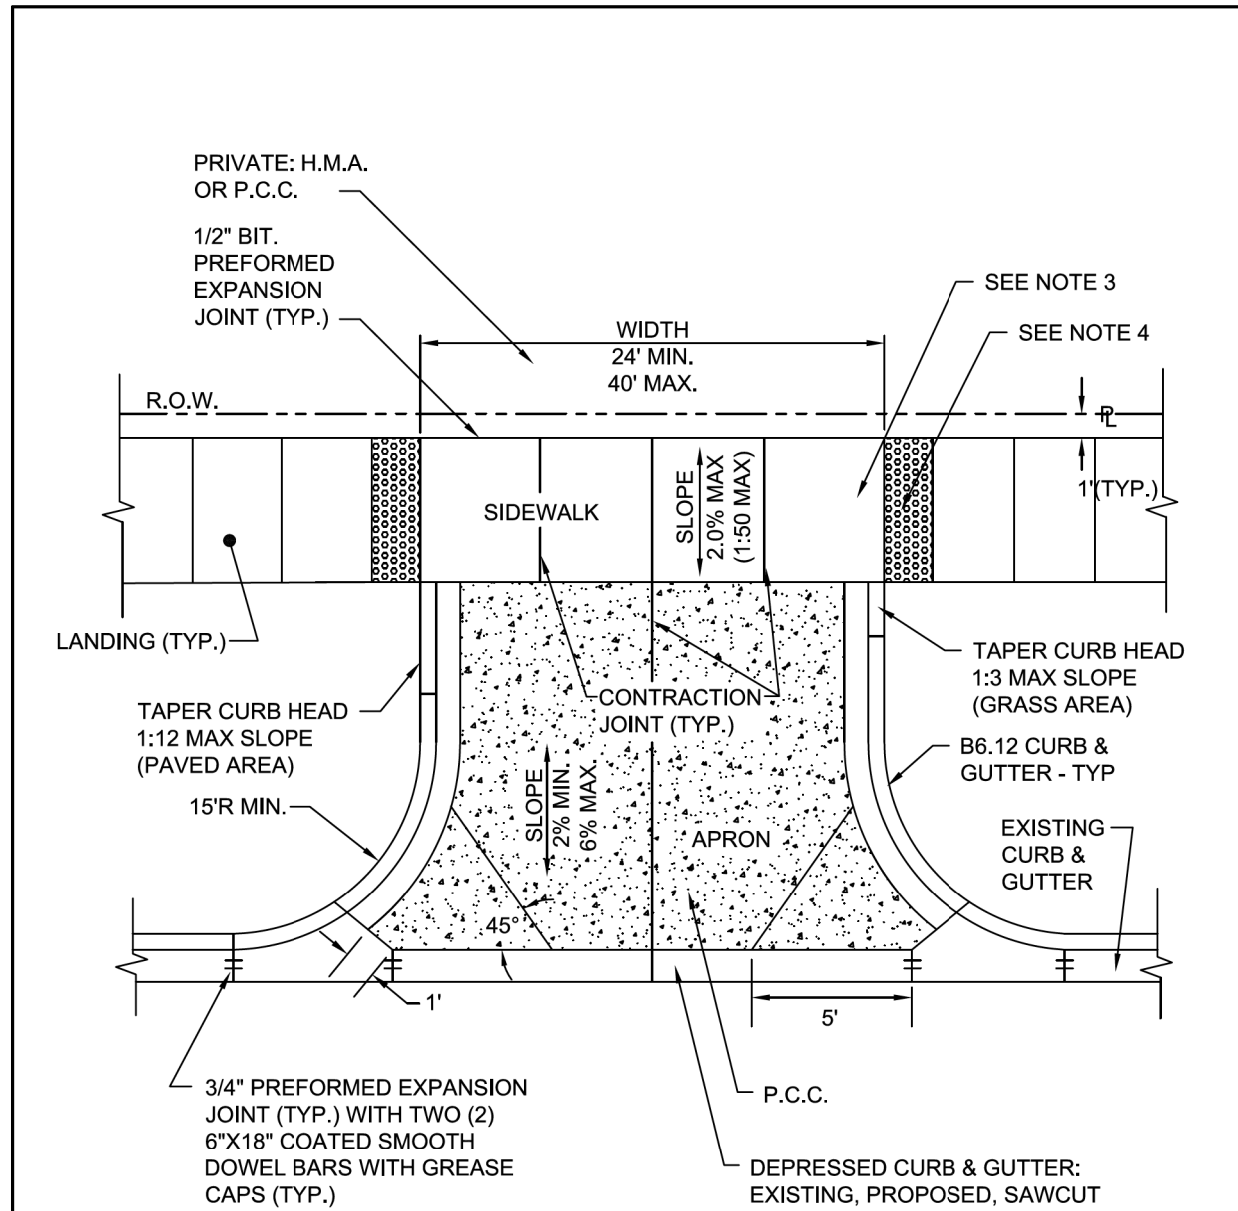 PRIVATE: H.M.A.
OR P.C.C.
1/2" BIT.
PREFORMED
EXPANSION
JOINT (TYP.)
WIDTH
24' MIN.
40' MAX.
SEE NOTE 3
SEE NOTE 4
R.O.W.
PL
1'(TYP.)
SIDEWALK
SLOPE
2.0% MAX
(1:50 MAX)
LANDING (TYP.)
TAPER CURB HEAD
1:12 MAX SLOPE
(PAVED AREA)
CONTRACTION
JOINT (TYP.)
TAPER CURB HEAD
1:3 MAX SLOPE
(GRASS AREA)
B6.12 CURB &
GUTTER - TYP
15'R MIN.
SLOPE
2% MIN.
6% MAX.
APRON
EXISTING
CURB &
GUTTER
45°
1'
5'
3/4" PREFORMED EXPANSION
JOINT (TYP.) WITH TWO (2)
6"X18" COATED SMOOTH
DOWEL BARS WITH GREASE
CAPS (TYP.)
P.C.C.
DEPRESSED CURB & GUTTER:
EXISTING, PROPOSED, SAWCUT